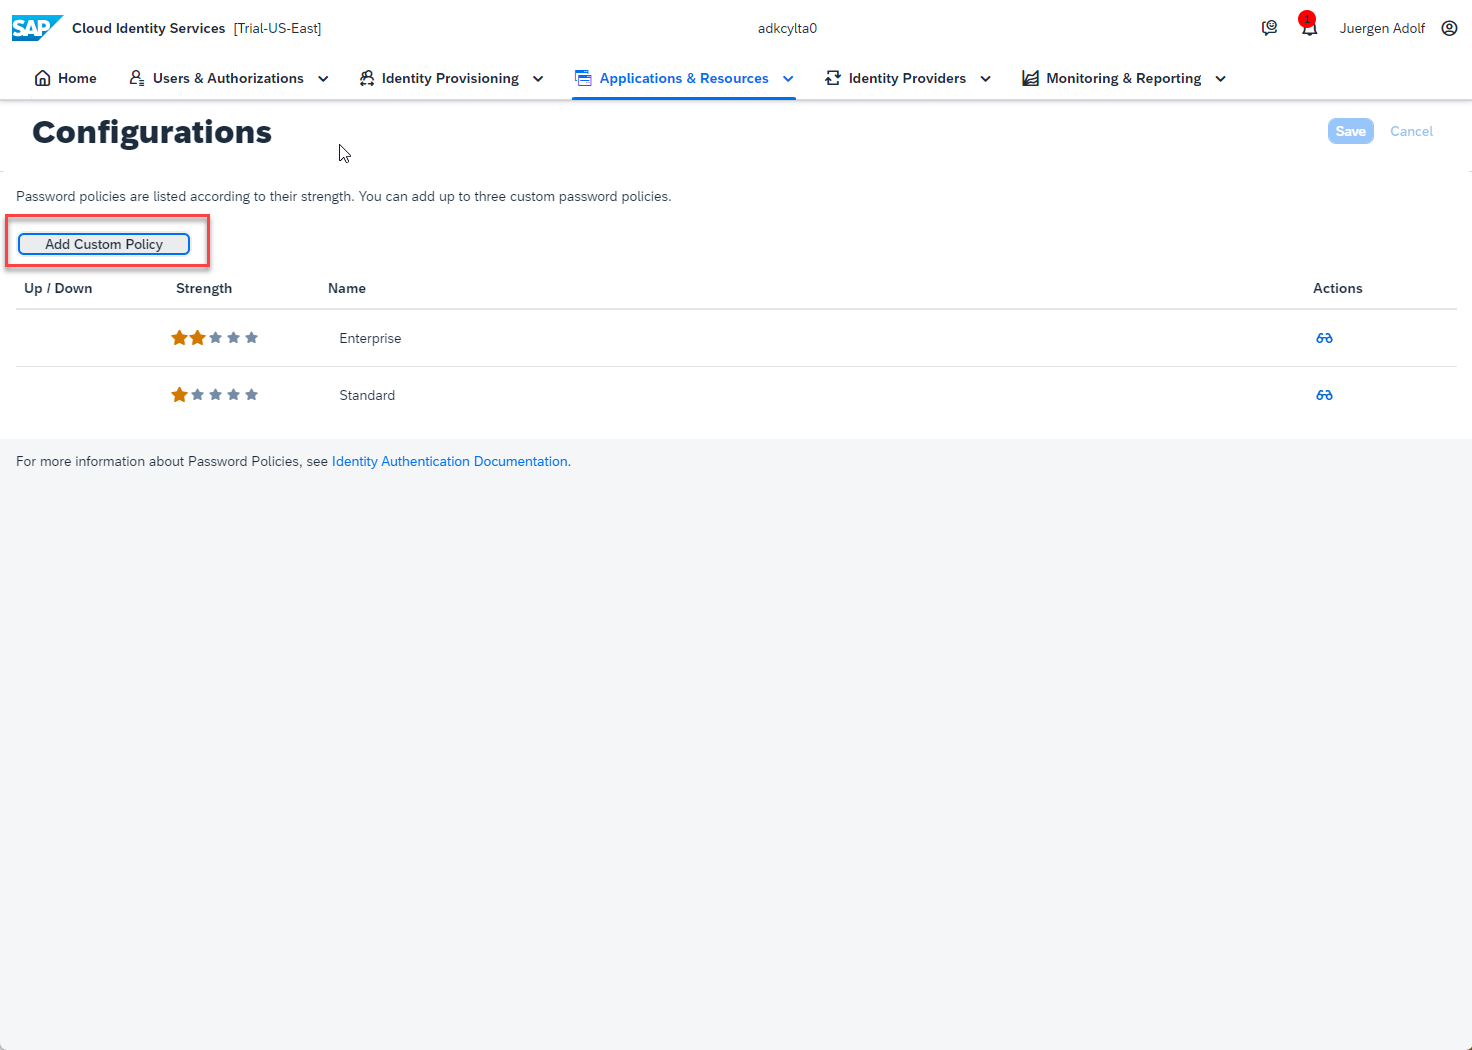 SAP Cloud Identity Services [Trial-US-East] adkcylta0 1 Juergen Adolf
Home Users & Authorizations Identity Provisioning Applications & Resources Identity Providers Monitoring & Reporting
Configurations Save Cancel
Password policies are listed according to their strength. You can add up to three custom password policies.
Add Custom Policy
Up / Down Strength Name Actions
Enterprise
Standard
For more information about Password Policies, see Identity Authentication Documentation.